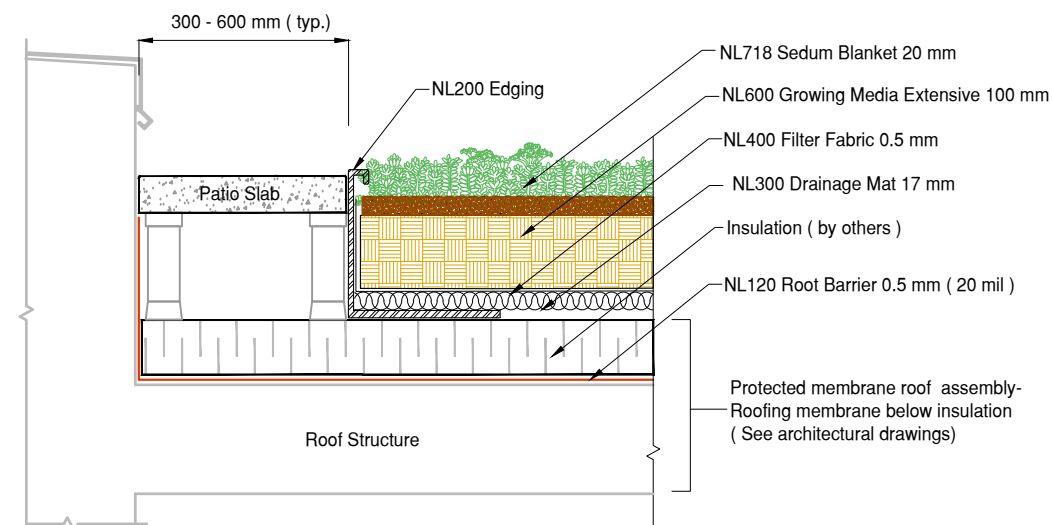 300 - 600 mm ( typ.)
NL200 Edging
NL718 Sedum Blanket 20 mm
NL600 Growing Media Extensive 100 mm
NL400 Filter Fabric 0.5 mm
NL300 Drainage Mat 17 mm
Insulation ( by others )
NL120 Root Barrier 0.5 mm ( 20 mil )
Patio Slab
Protected membrane roof assembly-
Roofing membrane below insulation
( See architectural drawings)
Roof Structure